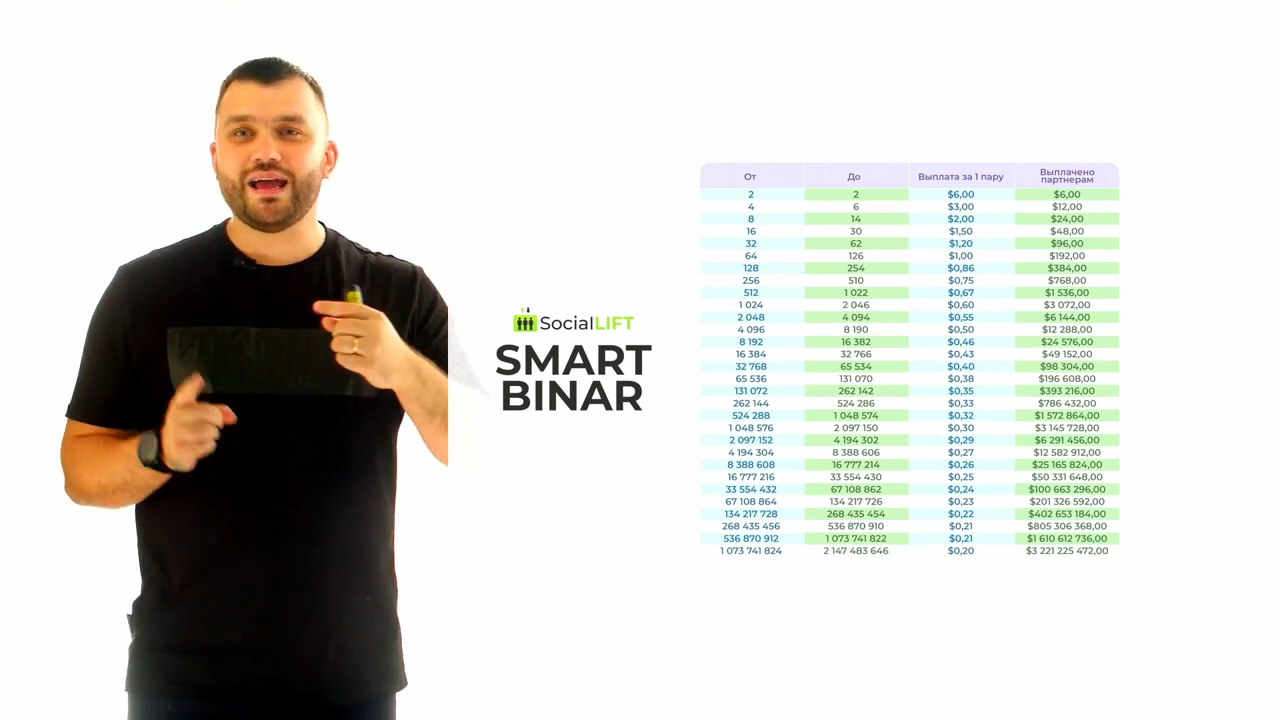 SocialLIFT
SMART
BINAR
От До Выплата за 1 пару Выплачено партнерам
2 2 $6,00 $6,00
4 6 $3,00 $12,00
8 14 $2,00 $24,00
16 30 $1,50 $48,00
32 62 $1,20 $96,00
64 126 $1,00 $192,00
128 254 $0,86 $384,00
256 510 $0,75 $768,00
512 1 022 $0,67 $1 536,00
1 024 2 046 $0,60 $3 072,00
2 048 4 094 $0,55 $6 144,00
4 096 8 190 $0,50 $12 288,00
8 192 16 382 $0,46 $24 576,00
16 384 32 766 $0,43 $49 152,00
32 768 65 534 $0,40 $98 304,00
65 536 131 070 $0,38 $196 608,00
131 072 262 142 $0,35 $393 216,00
262 144 524 286 $0,33 $786 432,00
524 288 1 048 574 $0,32 $1 572 864,00
1 048 576 2 097 150 $0,30 $3 145 728,00
2 097 152 4 194 302 $0,29 $6 291 456,00
4 194 304 8 388 606 $0,27 $12 582 912,00
8 388 608 16 777 214 $0,26 $25 165 824,00
16 777 216 33 554 430 $0,25 $50 331 648,00
33 554 432 67 108 862 $0,24 $100 663 296,00
67 108 864 134 217 726 $0,23 $201 326 592,00
134 217 728 268 435 454 $0,22 $402 653 184,00
268 435 456 536 870 910 $0,21 $805 306 368,00
536 870 912 1 073 741 822 $0,21 $1 610 612 736,00
1 073 741 824 2 147 483 646 $0,20 $3 221 225 472,00